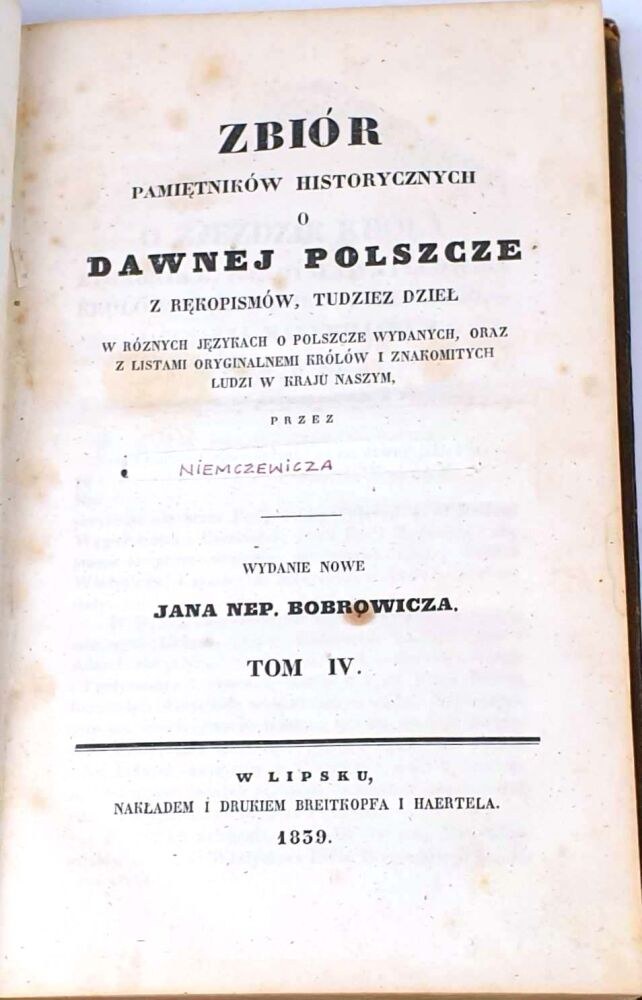 ZBIÓR
PAMIĘTNIKÓW HISTORYCZNYCH
O
DAWNEJ POLSZCZE
Z RĘKOPISMÓW, TUDZIEZ DZIEŁ
W RÓZNYCH JĘZYKACH O POLSZCZE WYDANYCH, ORAZ
Z LISTAMI ORYGINALNEMI KRÓLÓW I ZNAKOMITYCH
LUDZI W KRAJU NASZYM,
PRZEZ
NIEMCZEWICZA
WYDANIE NOWE
JANA NEP. BOBROWICZA.
TOM IV.
W LIPSKU,
NAKŁADEM I DRUKIEM BREITKOPFA I HAERTELA.
1839.